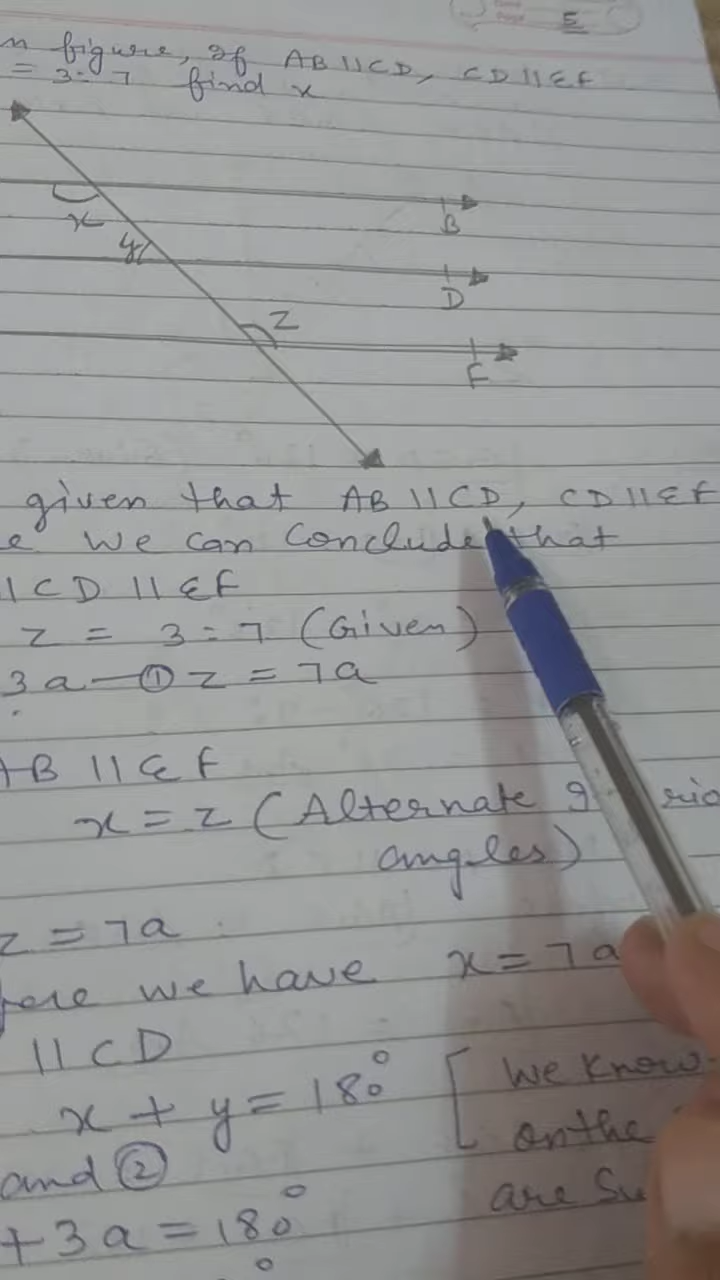 figure, If AB || CD, CD || EF
= 3:7 find x
x
B
y
D
z
F
given that AB || CD, CD || EF
we can Conclude that
|| CD || EF
z = 3:7 (Given)
3a — ① z = 7a
AB || EF
x = z (Alternate
angles)
z = 7a
we have x = 7a
|| CD
x + y = 180° [ We know
and ② on the
+ 3a = 180° are